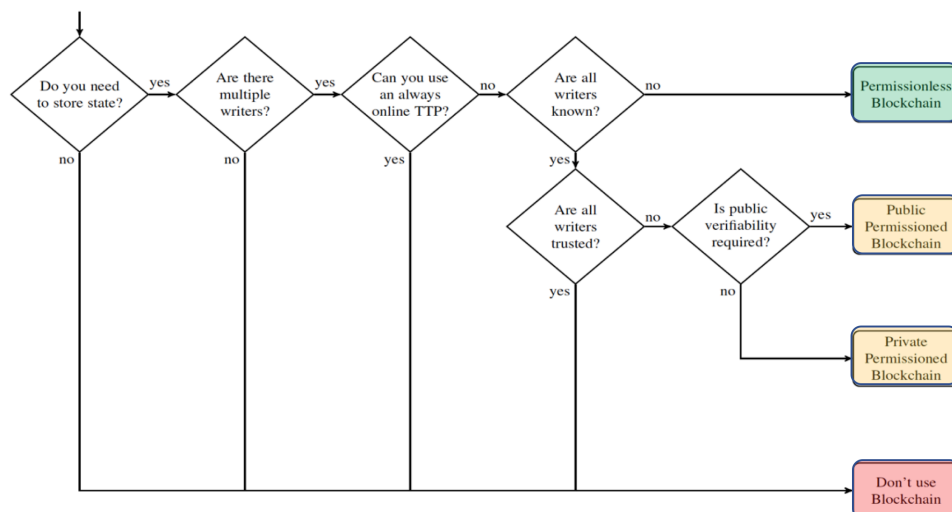 Do you need
to store state?
yes
no
Are there
multiple
writers?
yes
no
Can you use
an always
online TTP?
no
yes
Are all
writers
known?
no
yes
Permissionless
Blockchain
Are all
writers
trusted?
no
yes
Is public
verifiability
required?
yes
no
Public
Permissioned
Blockchain
Private
Permissioned
Blockchain
Don't use
Blockchain